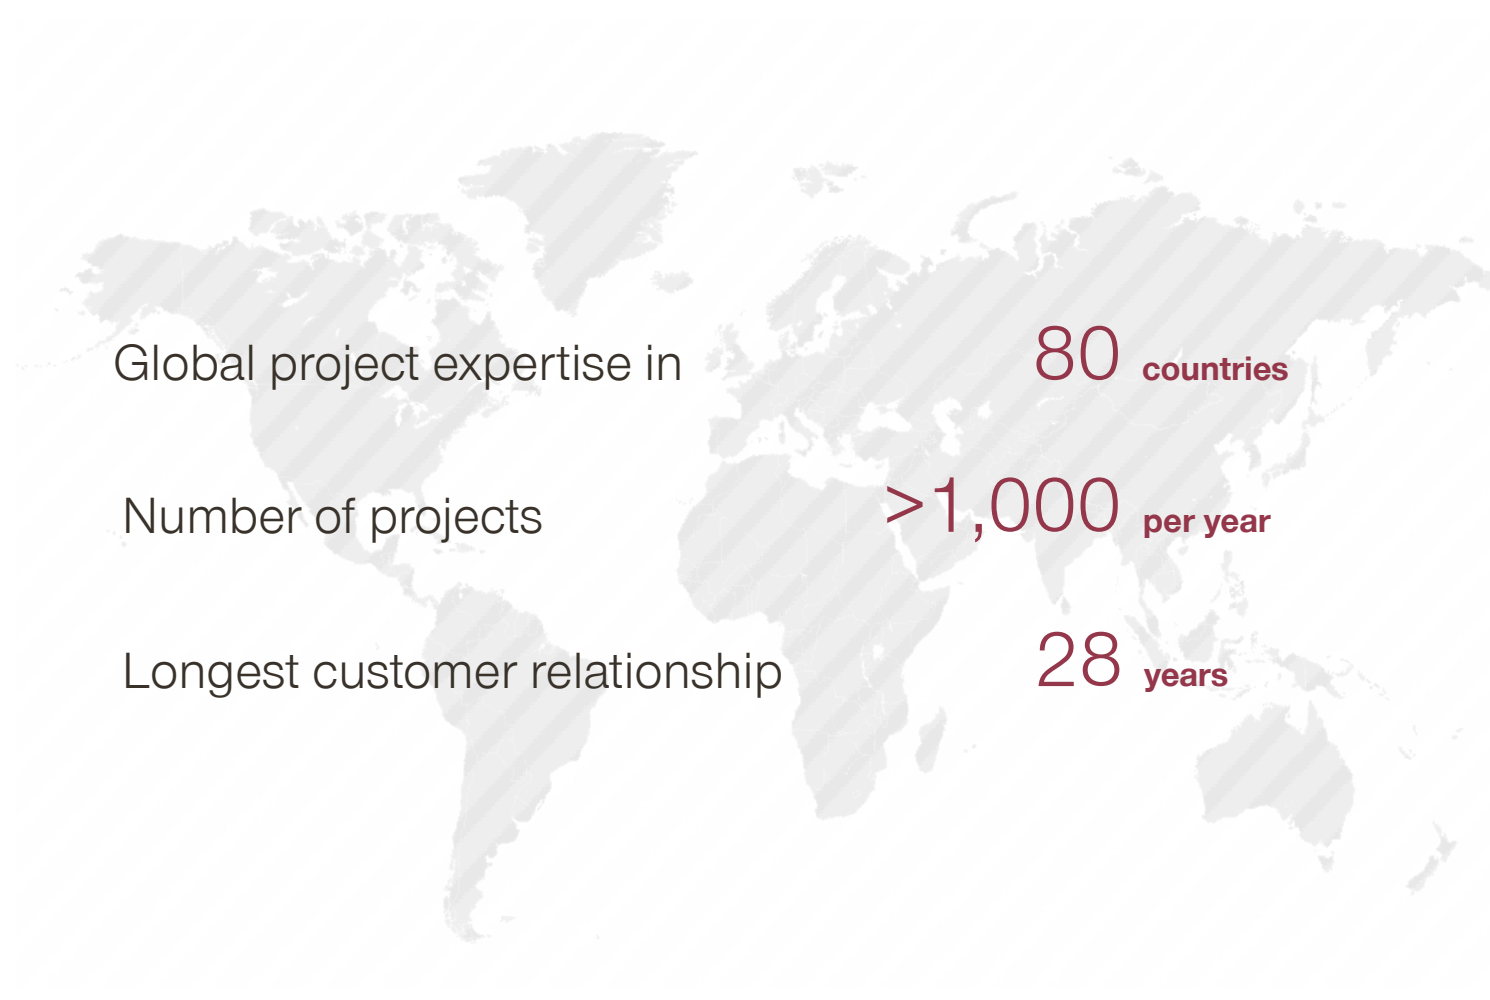 Global project expertise in 80 countries
Number of projects >1,000 per year
Longest customer relationship 28 years